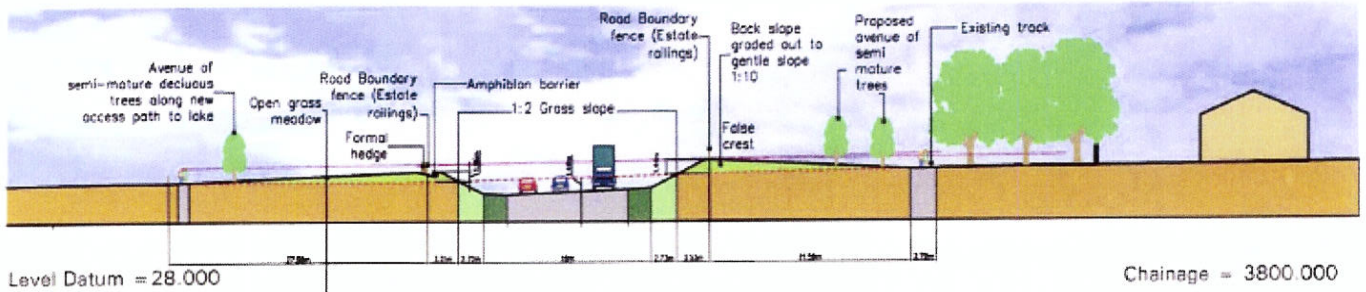 Avenue of
semi-mature deciduous
trees along new
access path to lake
Open grass
meadow
Road Boundary
fence (Estate
railings)
Formal
hedge
Amphibian barrier
1:2 Grass slope
Road Boundary
fence (Estate
railings)
Back slope
graded out to
gentle slope
1:10
False
crest
Proposed
avenue of
semi
mature
trees
Existing track
Level Datum = 28.000
Chainage = 3800.000